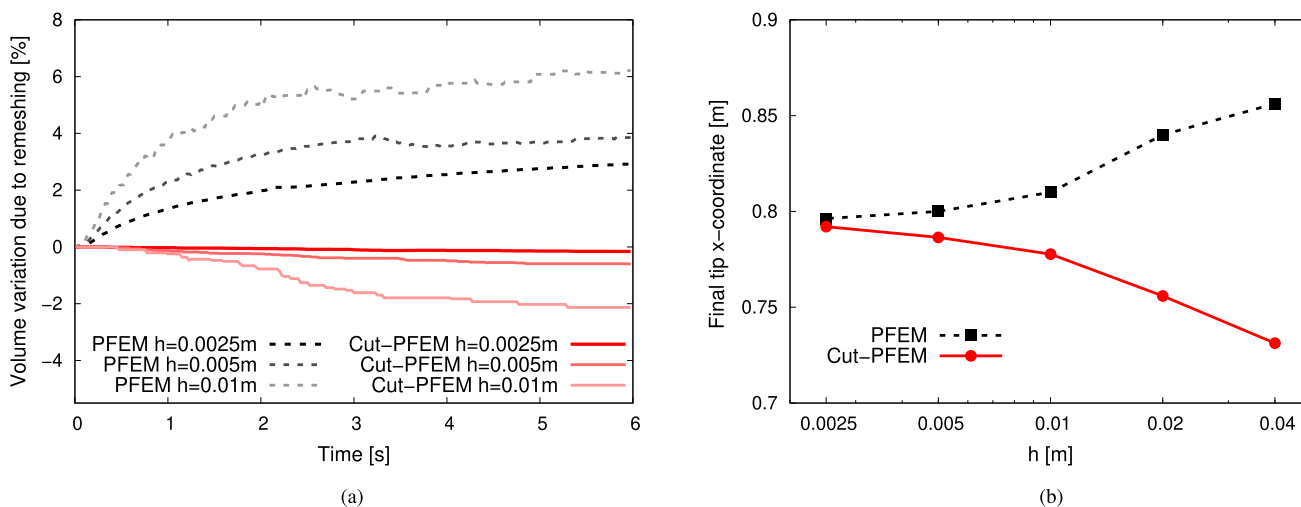 Volume variation due to remeshing [%]
8
6
4
2
0
−2
−4
PFEM h=0.0025m
PFEM h=0.005m
PFEM h=0.01m
Cut−PFEM h=0.0025m
Cut−PFEM h=0.005m
Cut−PFEM h=0.01m
0 1 2 3 4 5 6
Time [s]
(a)
Final tip x−coordinate [m]
0.9
0.85
0.8
0.75
0.7
PFEM
Cut−PFEM
0.0025 0.005 0.01 0.02 0.04
h [m]
(b)